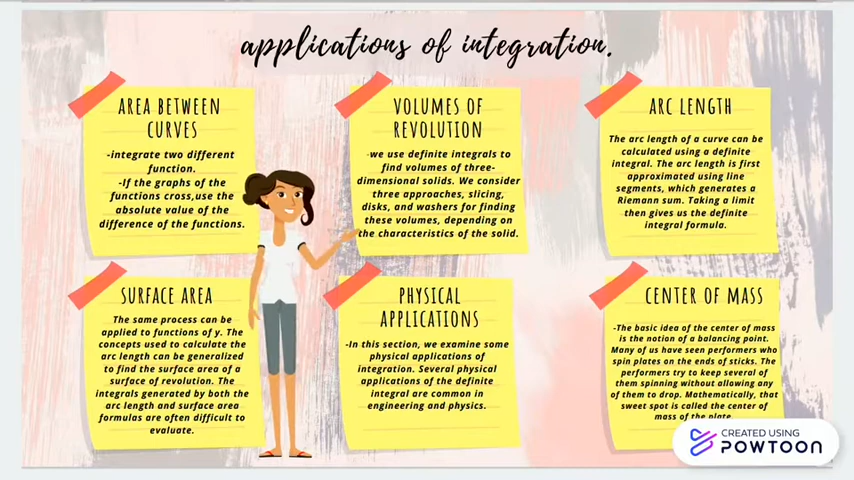 applications of integration.
AREA BETWEEN
CURVES
-integrate two different
function.
-If the graphs of the
functions cross,use the
absolute value of the
difference of the functions.
VOLUMES OF
REVOLUTION
-we use definite integrals to
find volumes of three-
dimensional solids. We consider
three approaches, slicing,
disks, and washers for finding
these volumes, depending on
the characteristics of the solid.
ARC LENGTH
The arc length of a curve can be
calculated using a definite
integral. The arc length is first
approximated using line
segments, which generates a
Riemann sum. Taking a limit
then gives us the definite
integral formula.
SURFACE AREA
The same process can be
applied to functions of y. The
concepts used to calculate the
arc length can be generalized
to find the surface area of a
surface of revolution. The
integrals generated by both the
arc length and surface area
formulas are often difficult to
evaluate.
PHYSICAL
APPLICATIONS
-In this section, we examine some
physical applications of
integration. Several physical
applications of the definite
integral are common in
engineering and physics.
CENTER OF MASS
-The basic idea of the center of mass
is the notion of a balancing point.
Many of us have seen performers who
spin plates on the ends of sticks. The
performers try to keep several of
them spinning without allowing any
of them to drop. Mathematically, that
sweet spot is called the center of
mass of the plate.
CREATED USING
POWTOON